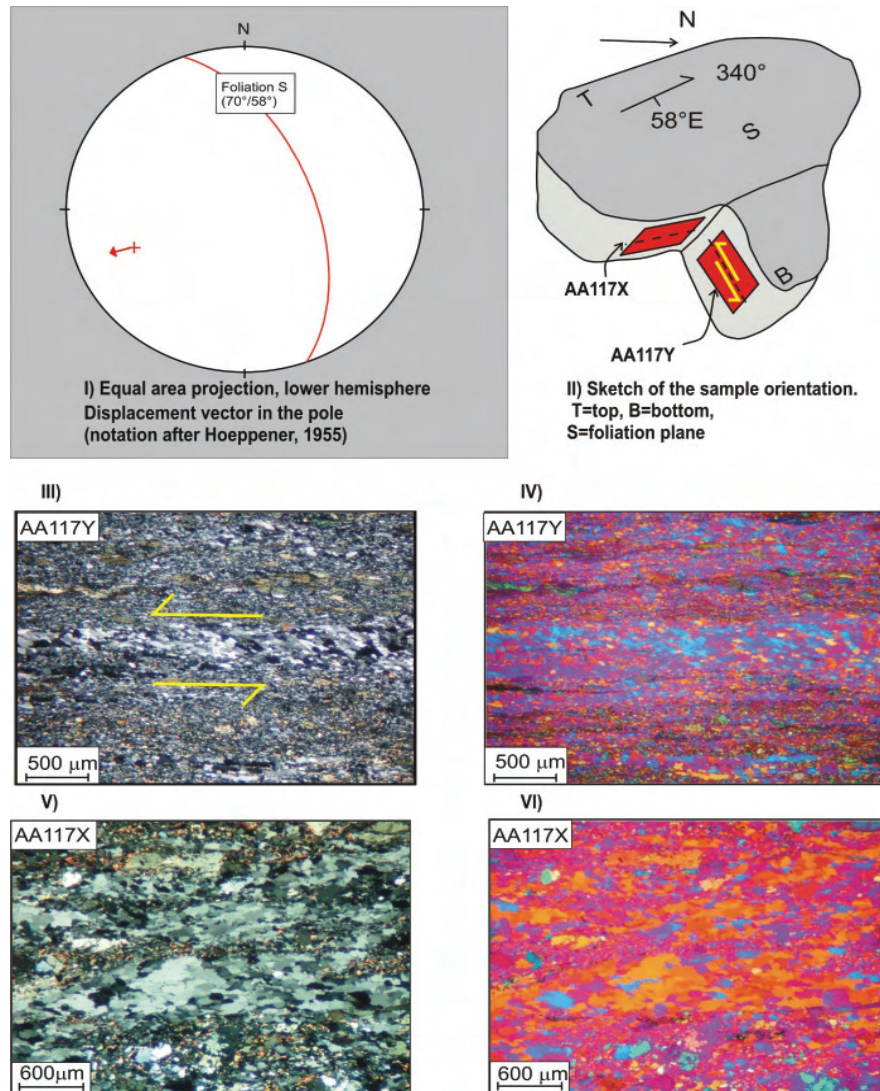 N
Foliation S
(70°/58°)
I) Equal area projection, lower hemisphere
Displacement vector in the pole
(notation after Hoeppener, 1955)
N
340°
T
58°E
S
AA117X
B
AA117Y
II) Sketch of the sample orientation.
T=top, B=bottom,
S=foliation plane
III)
AA117Y
500 µm
IV)
AA117Y
500 µm
V)
AA117X
600µm
VI)
AA117X
600 µm